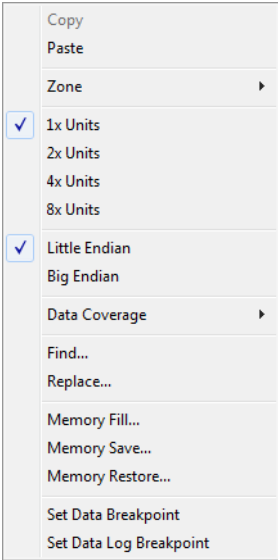 Copy
Paste
Zone
1x Units
2x Units
4x Units
8x Units
Little Endian
Big Endian
Data Coverage
Find...
Replace...
Memory Fill...
Memory Save...
Memory Restore...
Set Data Breakpoint
Set Data Log Breakpoint